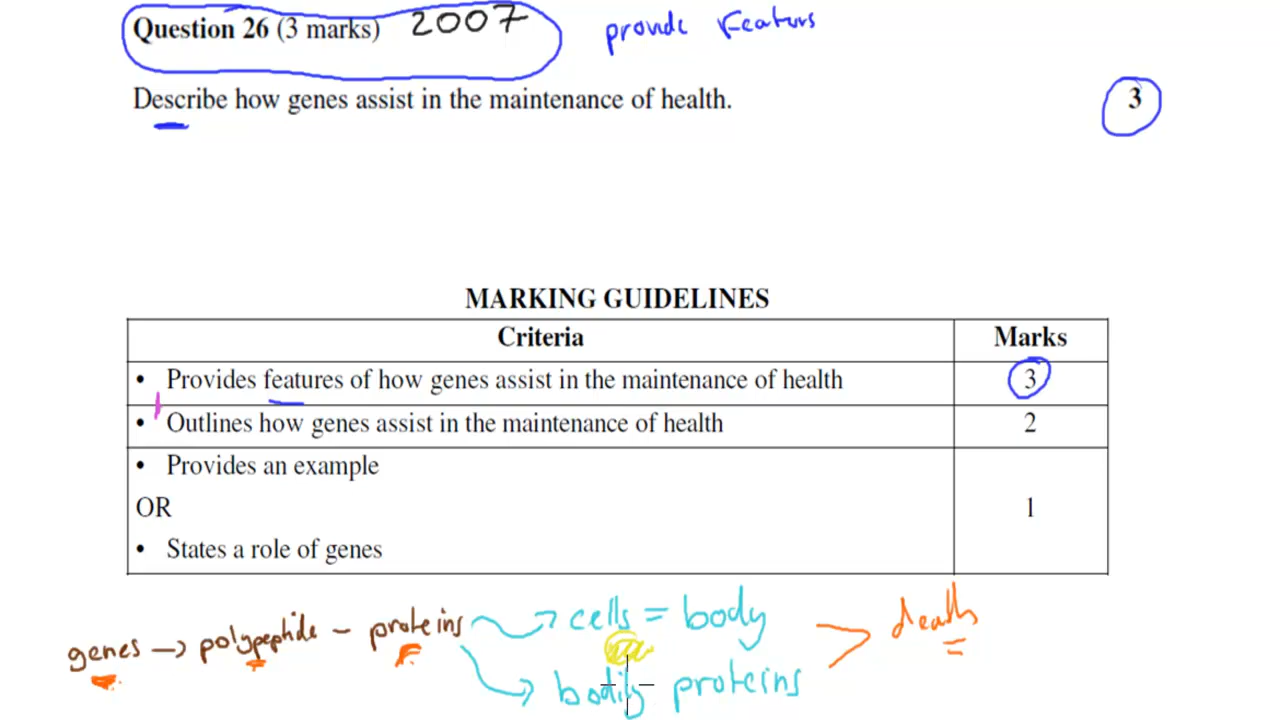 Question 26 (3 marks) 2007 provide Features
Describe how genes assist in the maintenance of health. 3
MARKING GUIDELINES
Criteria Marks
• Provides features of how genes assist in the maintenance of health 3
• Outlines how genes assist in the maintenance of health 2
• Provides an example
OR 1
• States a role of genes
genes → polypeptide – proteins → cells = body > death
→ bodily proteins